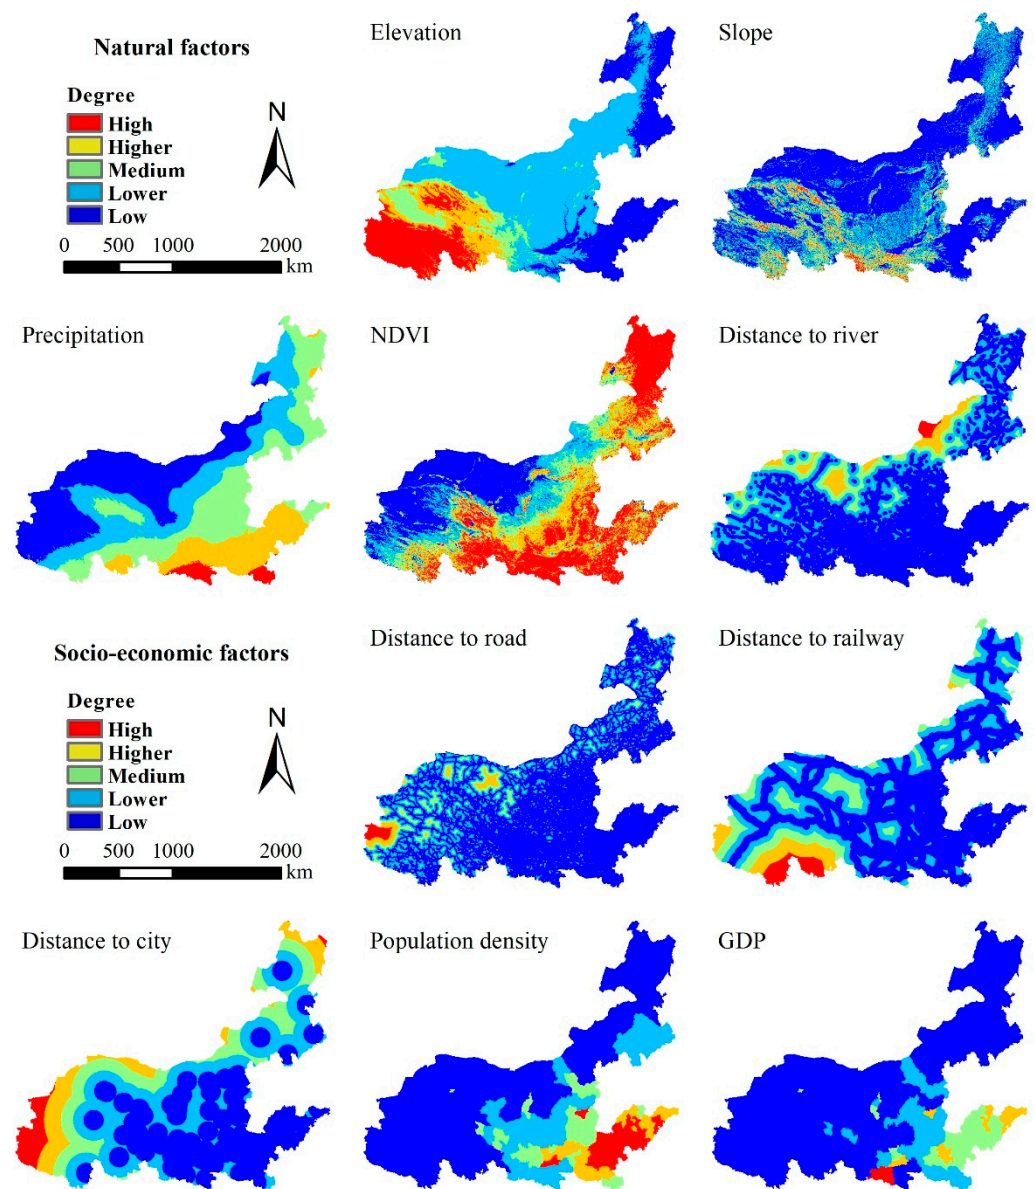 Natural factors
Degree
High
Higher
Medium
Lower
Low
N
0 500 1000 2000
km
Elevation
Slope
Precipitation
NDVI
Distance to river
Socio-economic factors
Degree
High
Higher
Medium
Lower
Low
N
0 500 1000 2000
km
Distance to road
Distance to railway
Distance to city
Population density
GDP